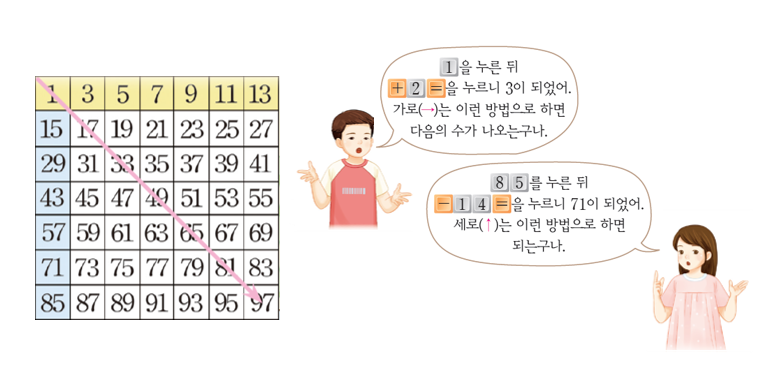 1 3 5 7 9 11 13
15 17 19 21 23 25 27
29 31 33 35 37 39 41
43 45 47 49 51 53 55
57 59 61 63 65 67 69
71 73 75 77 79 81 83
85 87 89 91 93 95 97
1을 누른 뒤
+2=을 누르니 3이 되었어.
가로(→)는 이런 방법으로 하면
다음의 수가 나오는구나.
85를 누른 뒤
-14=을 누르니 71이 되었어.
세로(↑)는 이런 방법으로 하면
되는구나.